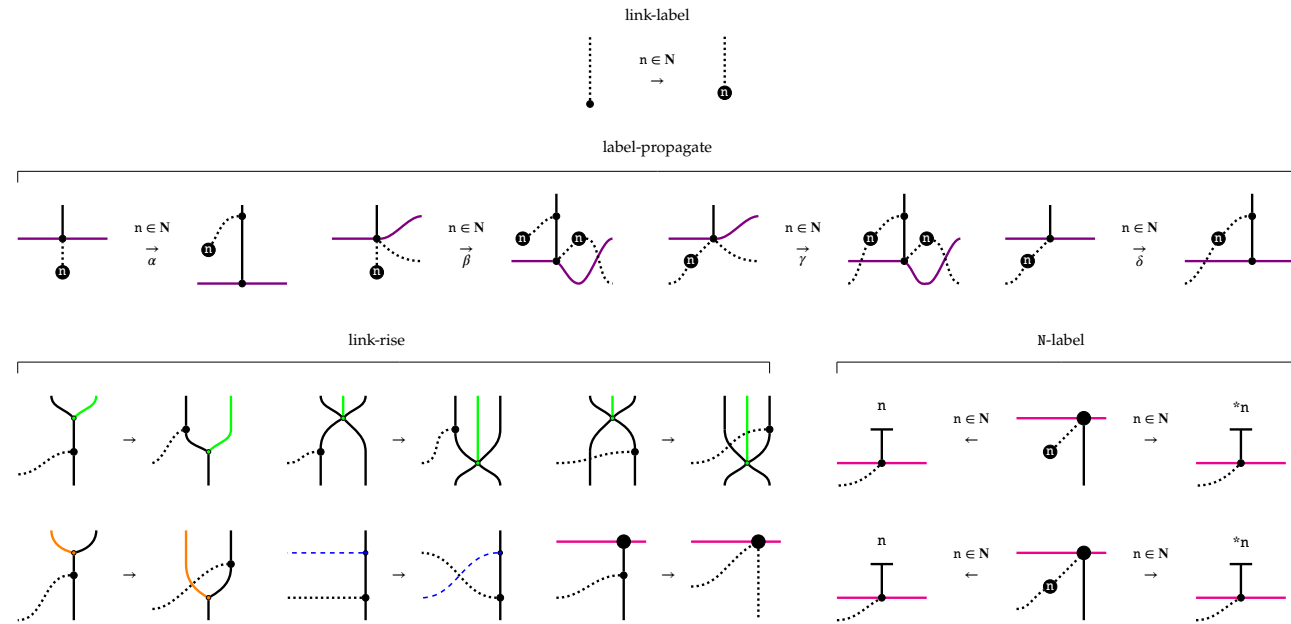 link-label
n ∈ N
→
n
label-propagate
n ∈ N n ∈ N n ∈ N n ∈ N
→ → → →
n n n n n n n n n n
α β γ δ
link-rise N-label
n *n
n ∈ N n ∈ N
→ → → ← →
n
n *n
n ∈ N n ∈ N
→ → → ← →
n